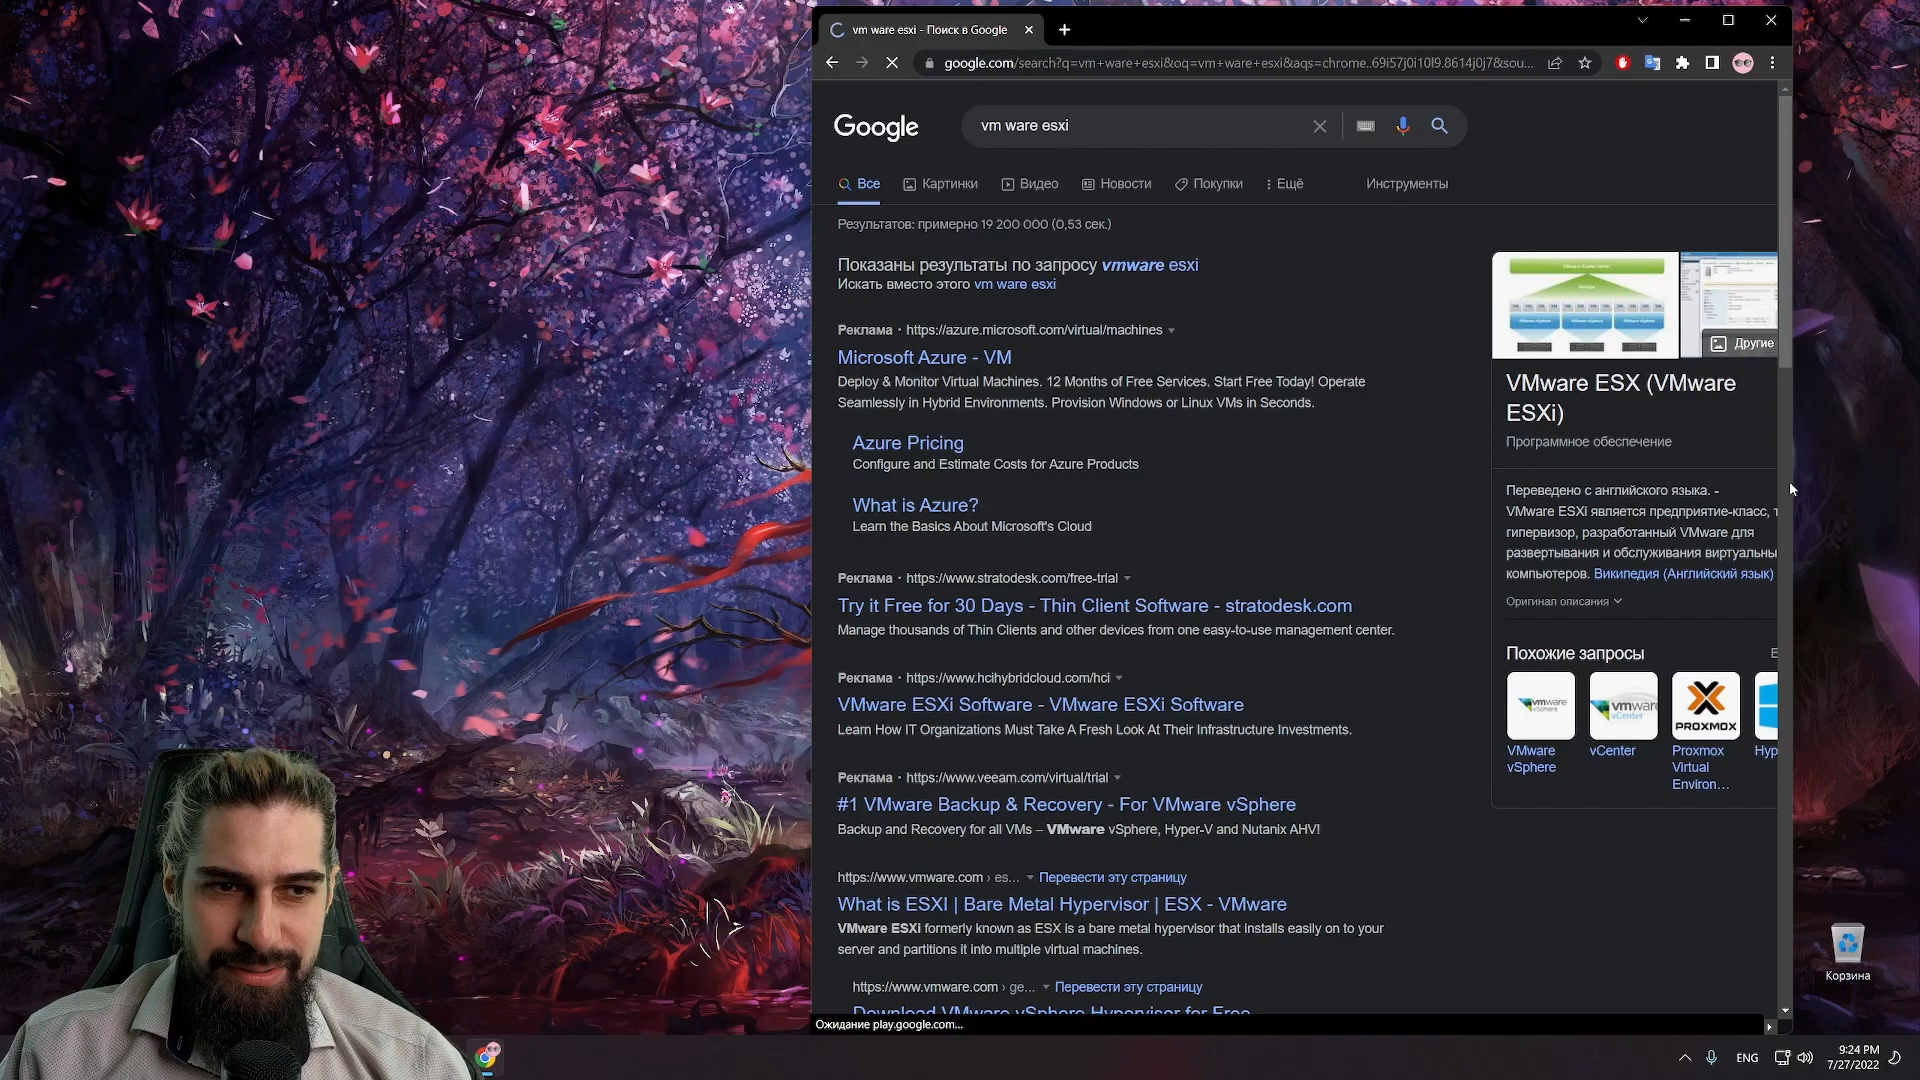 vm ware esxi - Поиск в Google
google.com/search?q=vm+ware+esxi&oq=vm+ware+esxi&aqs=chrome..69i57j0i10l9.8614j0j7&sou...
Google
vm ware esxi
Все
Картинки
Видео
Новости
Покупки
Ещё
Инструменты
Результатов: примерно 19 200 000 (0,53 сек.)
Показаны результаты по запросу vmware esxi
Искать вместо этого vm ware esxi
Реклама · https://azure.microsoft.com/virtual/machines
Microsoft Azure - VM
Deploy & Monitor Virtual Machines. 12 Months of Free Services. Start Free Today! Operate
Seamlessly in Hybrid Environments. Provision Windows or Linux VMs in Seconds.
Azure Pricing
Configure and Estimate Costs for Azure Products
What is Azure?
Learn the Basics About Microsoft's Cloud
Реклама · https://www.stratodesk.com/free-trial
Try it Free for 30 Days - Thin Client Software - stratodesk.com
Manage thousands of Thin Clients and other devices from one easy-to-use management center.
Реклама · https://www.hcihybridcloud.com/hci
VMware ESXi Software - VMware ESXi Software
Learn How IT Organizations Must Take A Fresh Look At Their Infrastructure Investments.
Реклама · https://www.veeam.com/virtual/trial
#1 VMware Backup & Recovery - For VMware vSphere
Backup and Recovery for all VMs – VMware vSphere, Hyper-V and Nutanix AHV!
https://www.vmware.com › es... Перевести эту страницу
What is ESXI | Bare Metal Hypervisor | ESX - VMware
VMware ESXi formerly known as ESX is a bare metal hypervisor that installs easily on to your
server and partitions it into multiple virtual machines.
https://www.vmware.com › ge... Перевести эту страницу
Download VMware vSphere Hypervisor for Free
Ожидание play.google.com...
Другие
VMware ESX (VMware
ESXi)
Программное обеспечение
Переведено с английского языка. -
VMware ESXi является предприятие-класс, т
гипервизор, разработанный VMware для
развертывания и обслуживания виртуальны
компьютеров. Википедия (Английский язык)
Оригинал описания
Похожие запросы
vmware vSphere
vmware vCenter
PROXMOX
VMware
vSphere
vCenter
Proxmox
Virtual
Environ...
Hyp
Корзина
ENG
9:24 PM
7/27/2022